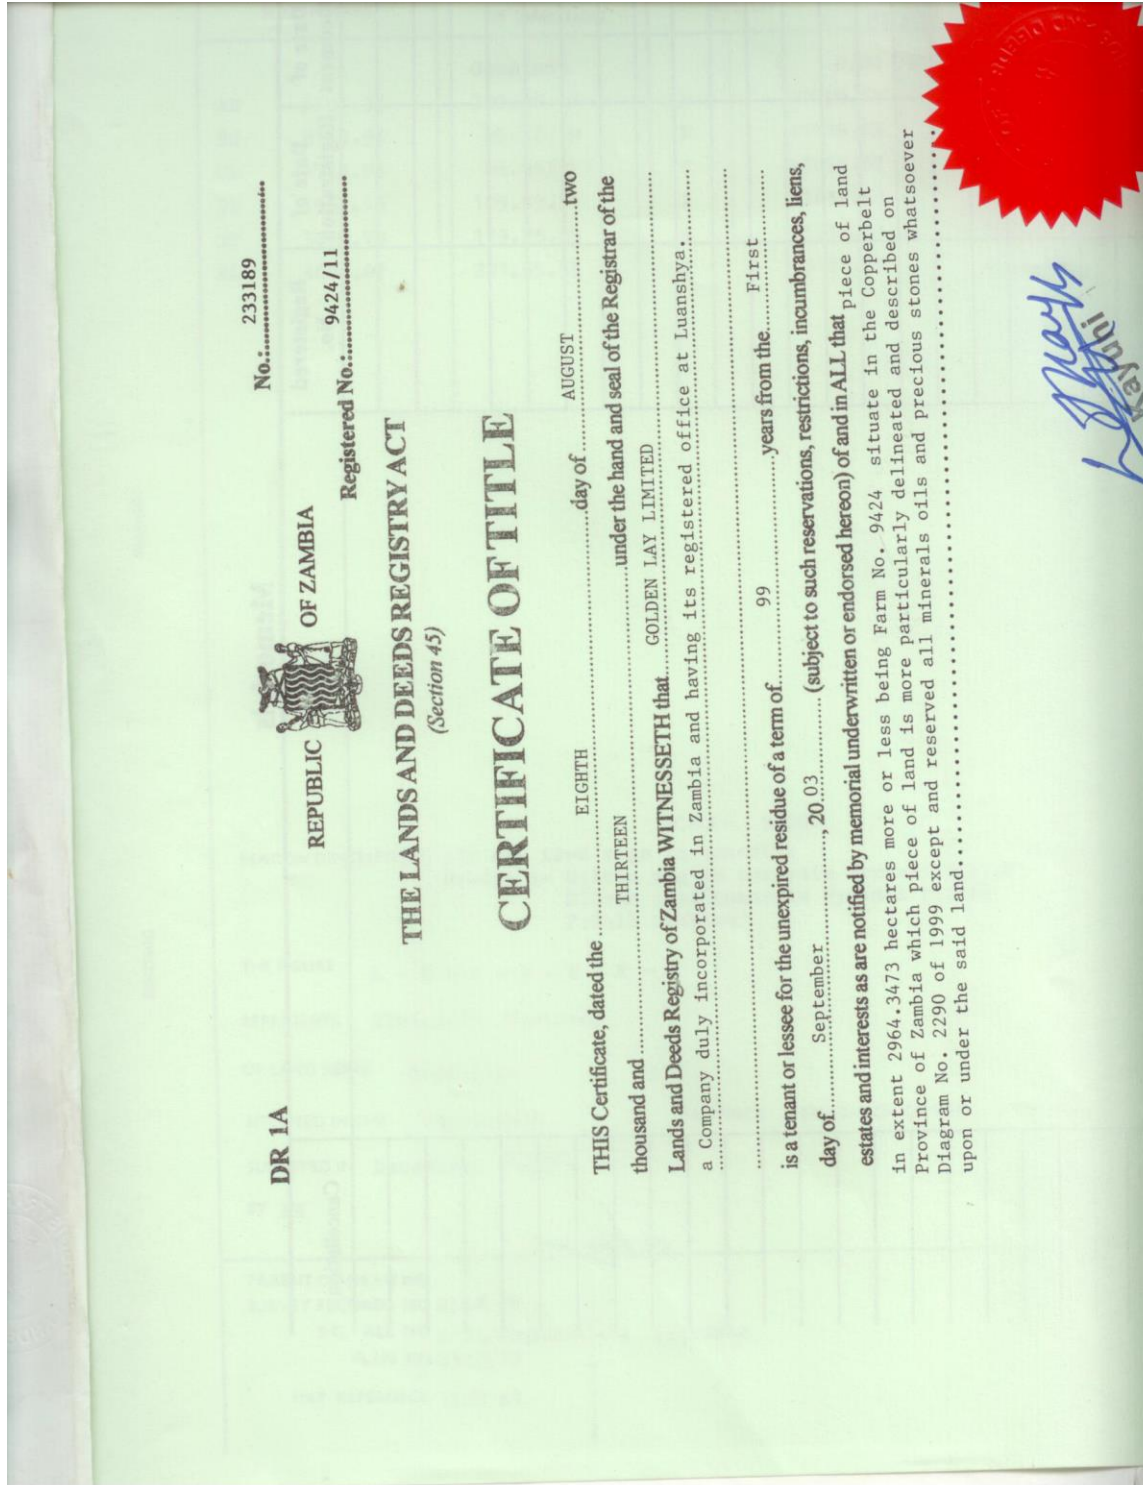 DR 1A
No.:........233189........
Registered No.:........9424/11........
REPUBLIC OF ZAMBIA
THE LANDS AND DEEDS REGISTRY ACT
(Section 45)
CERTIFICATE OF TITLE
THIS Certificate, dated the ........EIGHTH........day of ........AUGUST........two
thousand and ........THIRTEEN........under the hand and seal of the Registrar of the
Lands and Deeds Registry of Zambia WITNESSETH that........GOLDEN LAY LIMITED........
a Company duly incorporated in Zambia and having its registered office at Luanshya.
is a tenant or lessee for the unexpired residue of a term of........99........years from the........First........
day of........September........, 20.03........ (subject to such reservations, restrictions, incumbrances, liens,
estates and interests as are notified by memorial underwritten or endorsed hereon) of and in ALL that piece of land
in extent 2964.3473 hectares more or less being Farm No. 9424 situate in the Copperbelt
Province of Zambia which piece of land is more particularly delineated and described on
Diagram No. 2290 of 1999 except and reserved all minerals oils and precious stones whatsoever
upon or under the said land........
Kayuni